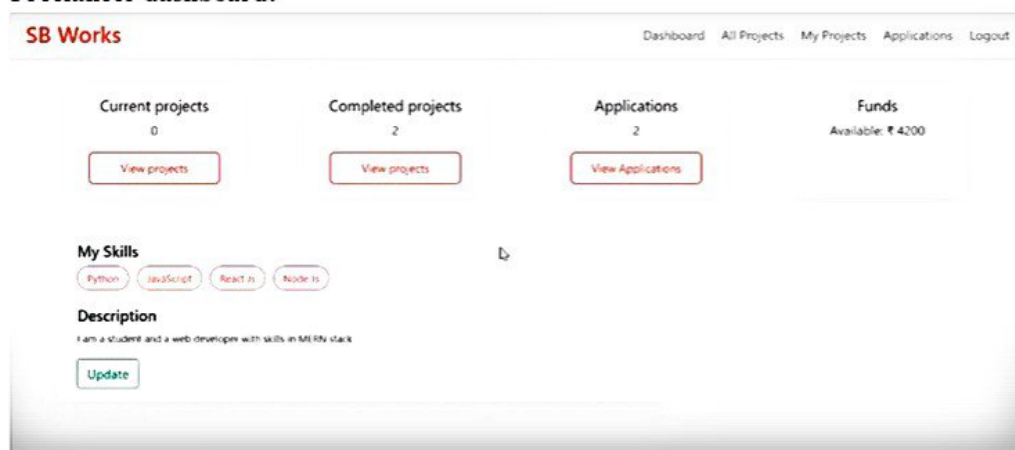 Freelancer dashboard:
SB Works
Dashboard All Projects My Projects Applications Logout
Current projects Completed projects Applications Funds
0 2 2 Available: ₹ 4200
View projects View projects View Applications
My Skills
Python JavaScript React Js Node Js
Description
I am a student and a web developer with skills in MERN stack
Update